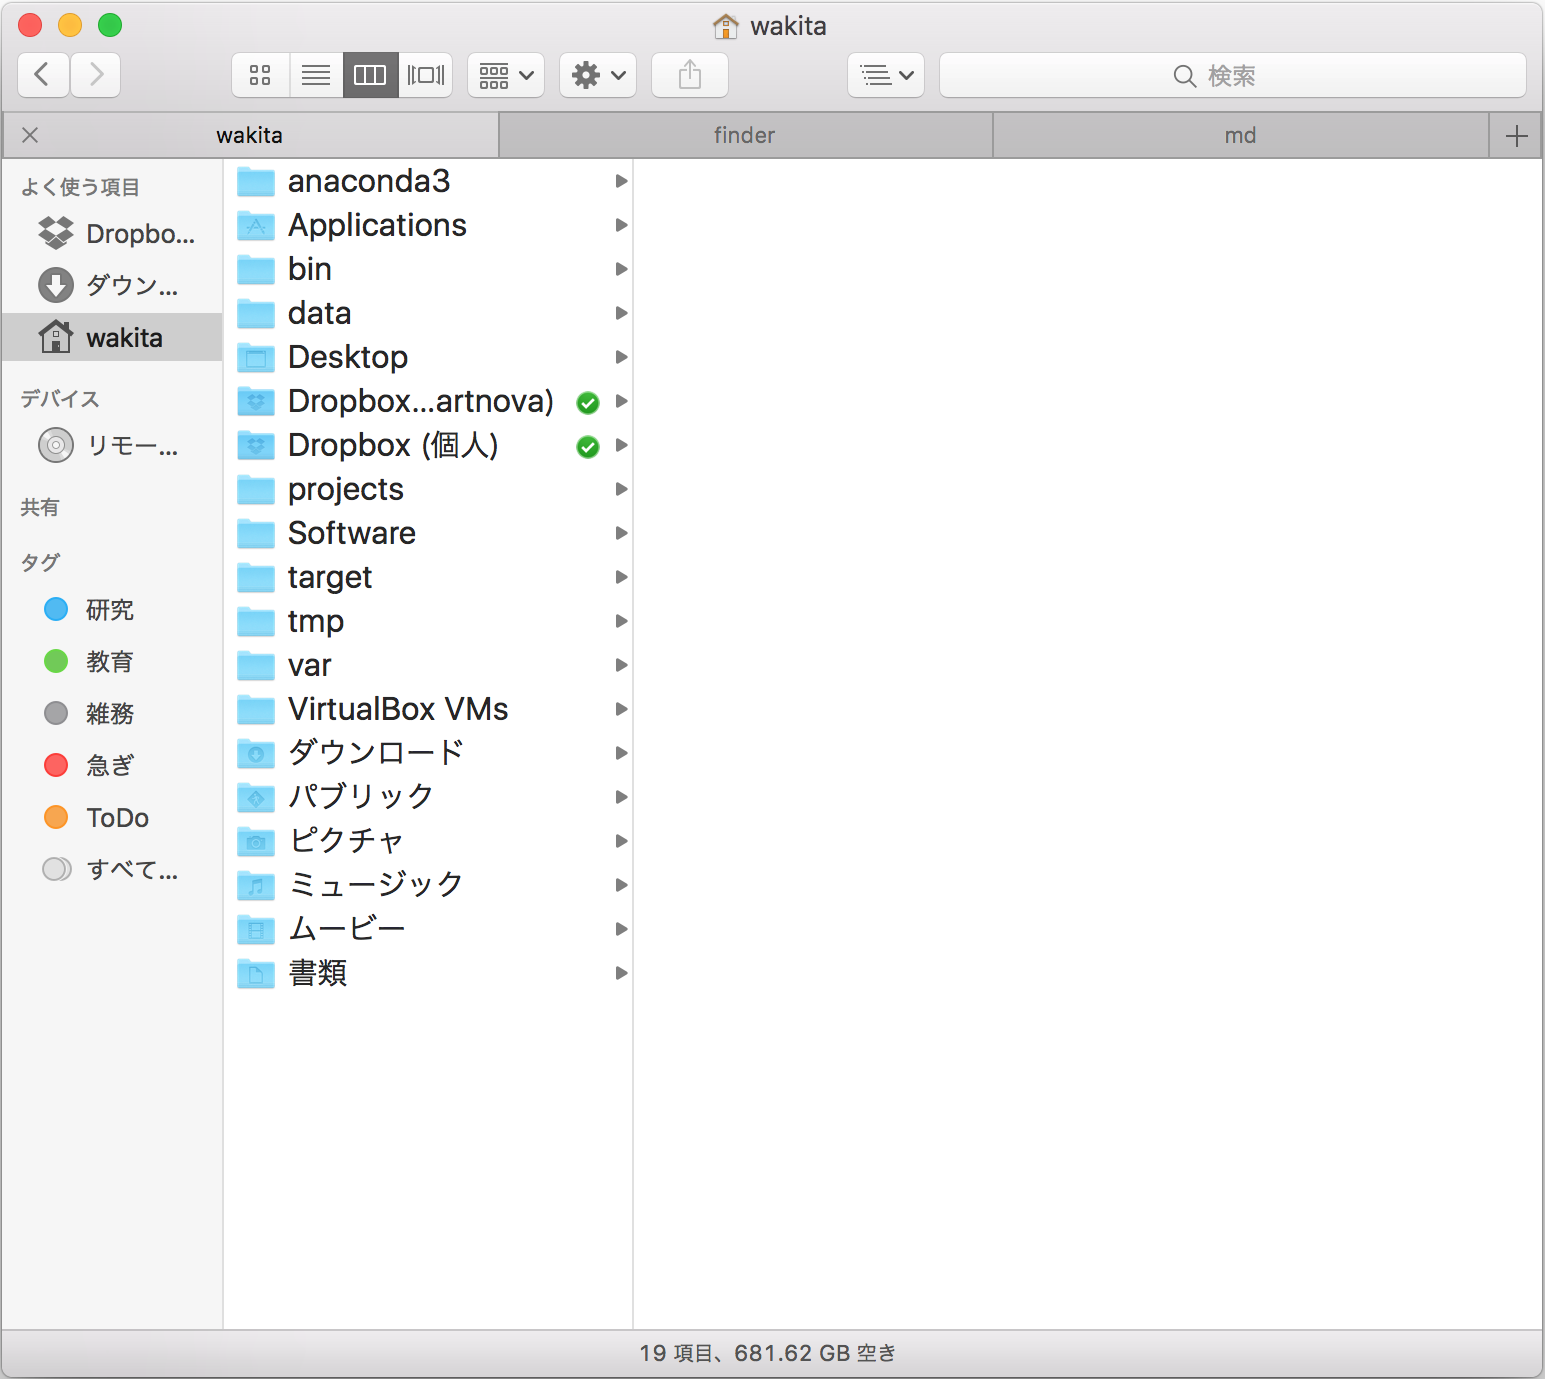 wakita
検索
wakita
finder
md
よく使う項目
Dropbo...
ダウン...
wakita
デバイス
リモー...
共有
タグ
研究
教育
雑務
急ぎ
ToDo
すべて...
anaconda3
Applications
bin
data
Desktop
Dropbox...artnova)
Dropbox (個人)
projects
Software
target
tmp
var
VirtualBox VMs
ダウンロード
パブリック
ピクチャ
ミュージック
ムービー
書類
19 項目、681.62 GB 空き